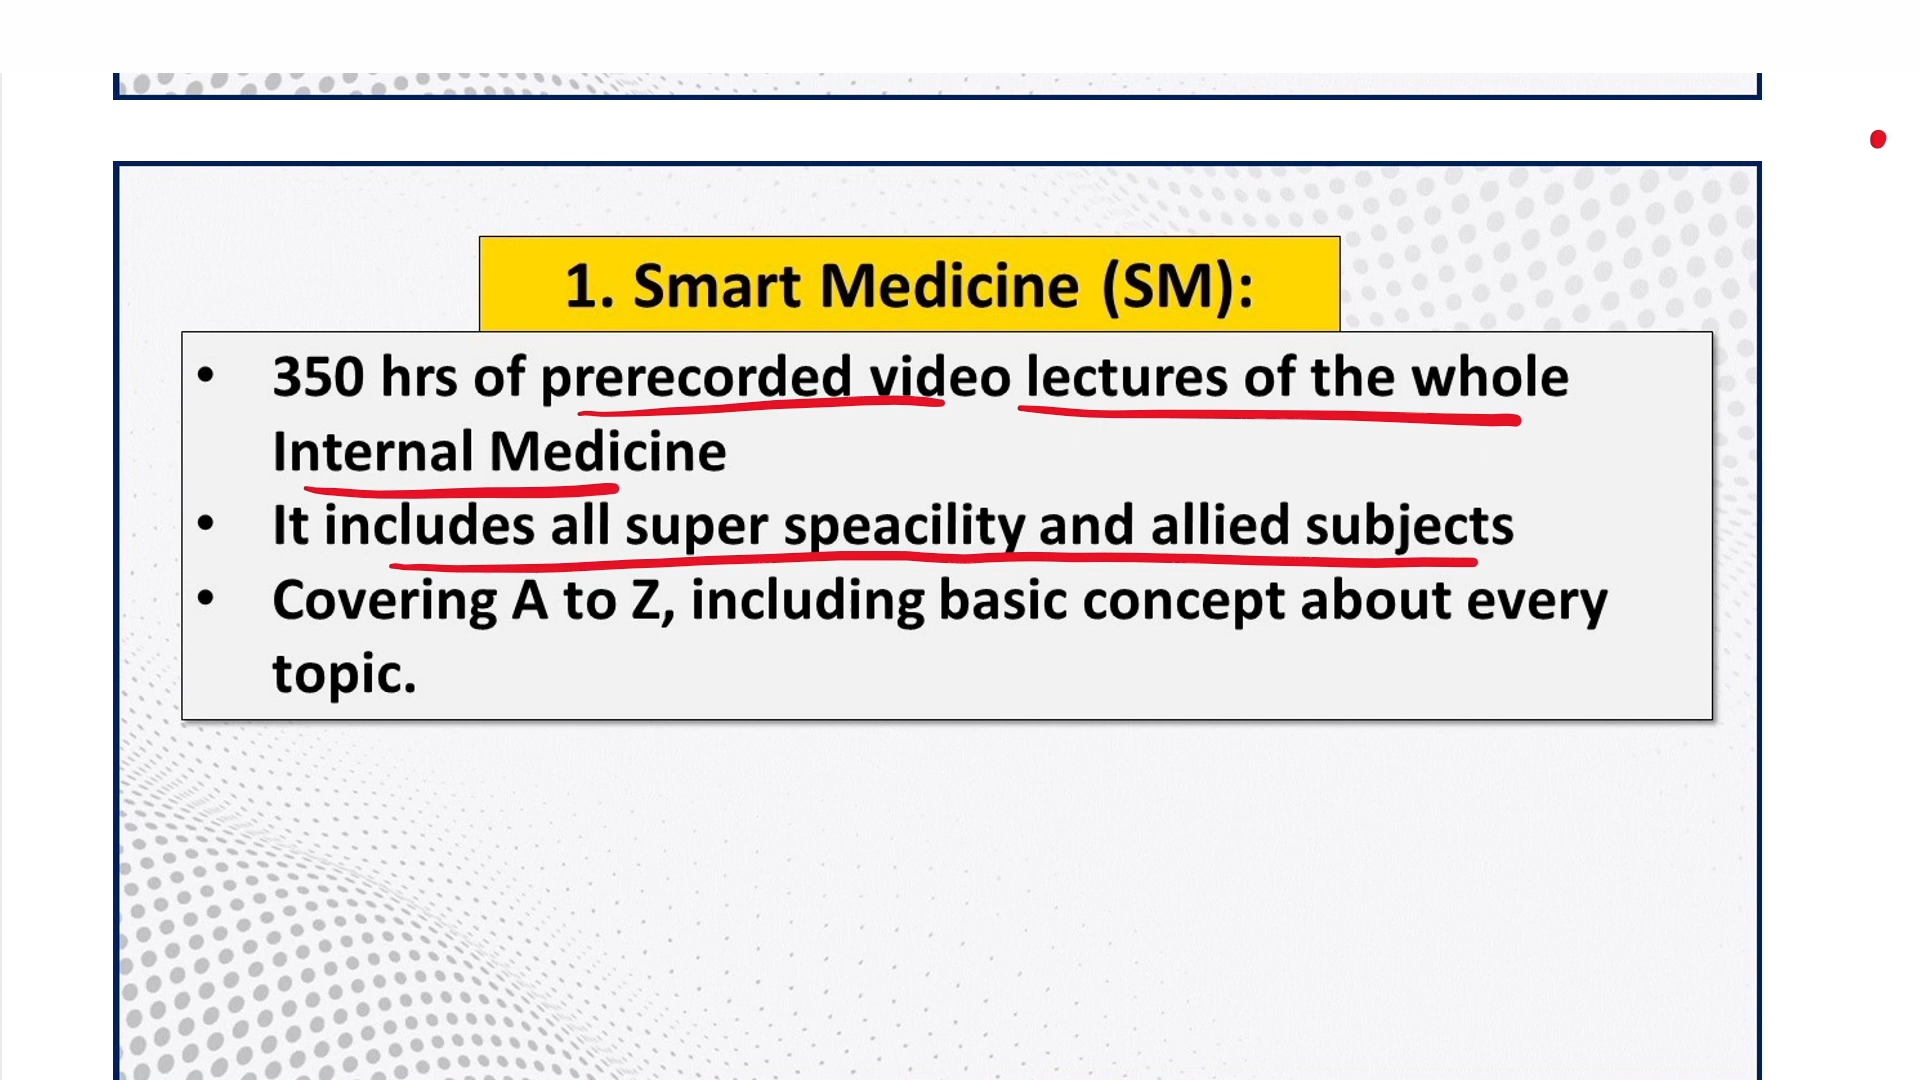 1. Smart Medicine (SM):
• 350 hrs of prerecorded video lectures of the whole
Internal Medicine
• It includes all super speacility and allied subjects
• Covering A to Z, including basic concept about every
topic.